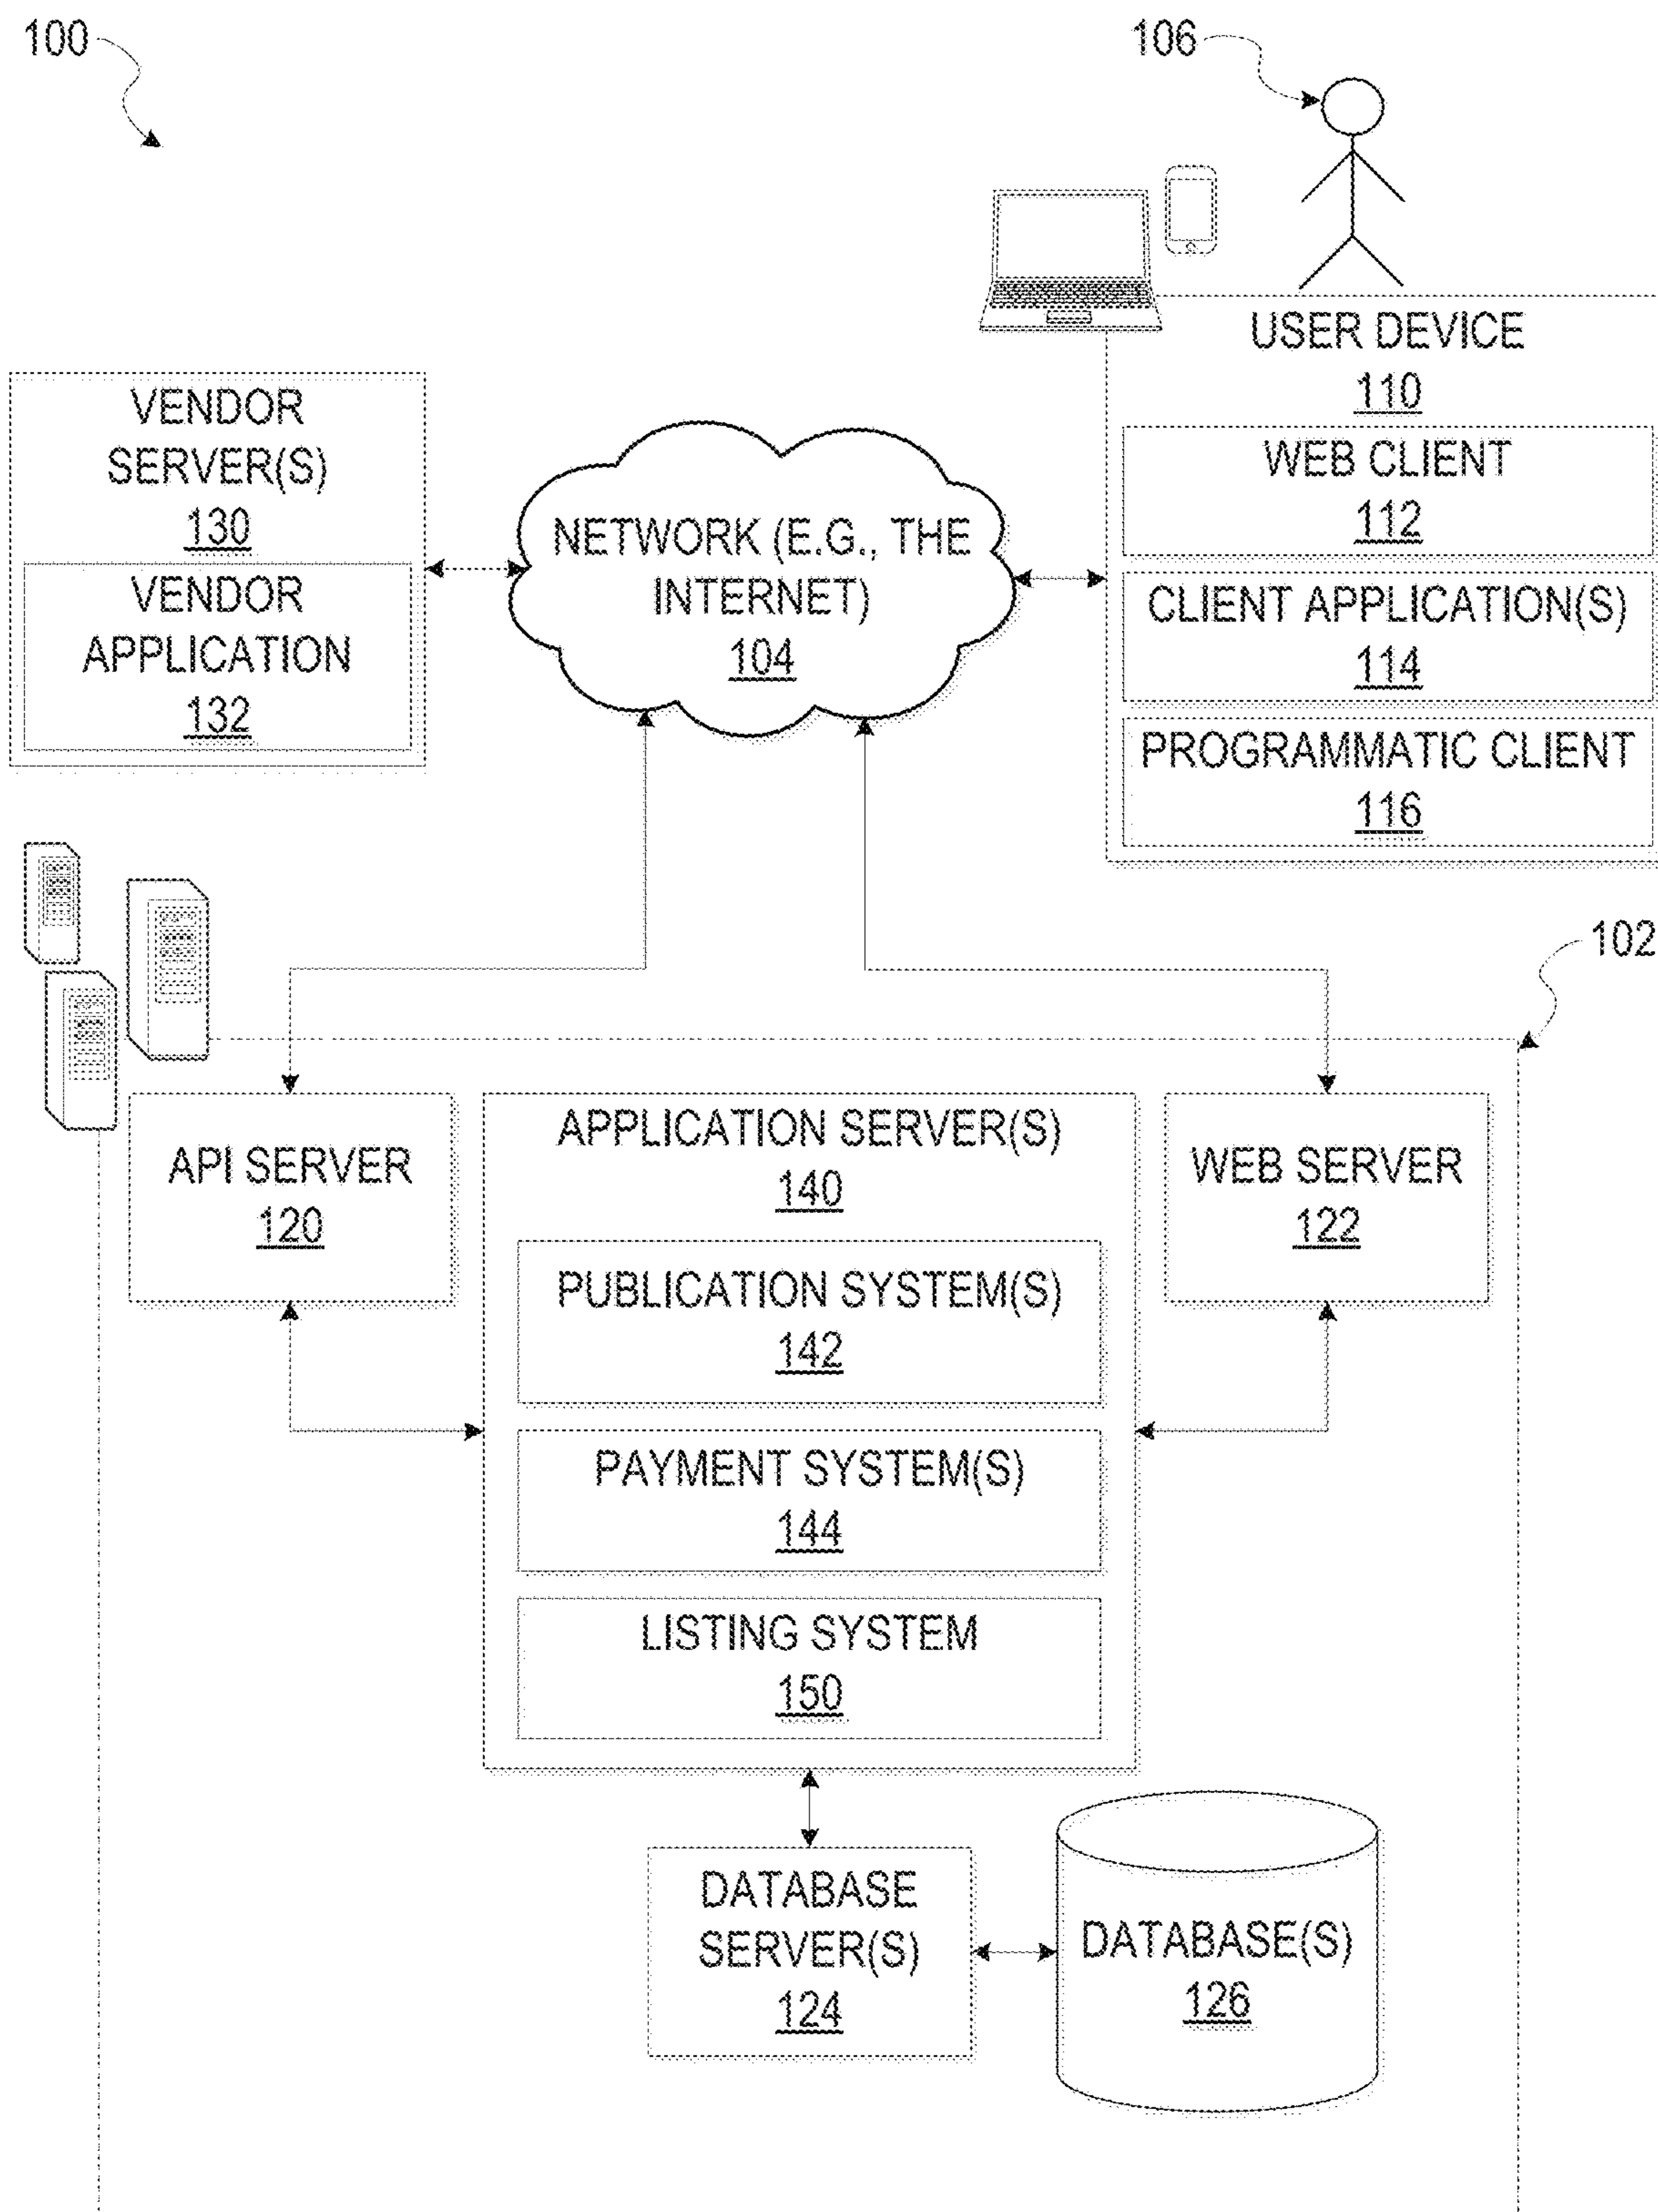 100
106
USER DEVICE
110
WEB CLIENT
112
CLIENT APPLICATION(S)
114
PROGRAMMATIC CLIENT
116
VENDOR
SERVER(S)
130
VENDOR
APPLICATION
132
NETWORK (E.G., THE
INTERNET)
104
102
API SERVER
120
APPLICATION SERVER(S)
140
PUBLICATION SYSTEM(S)
142
PAYMENT SYSTEM(S)
144
LISTING SYSTEM
150
WEB SERVER
122
DATABASE
SERVER(S)
124
DATABASE(S)
126